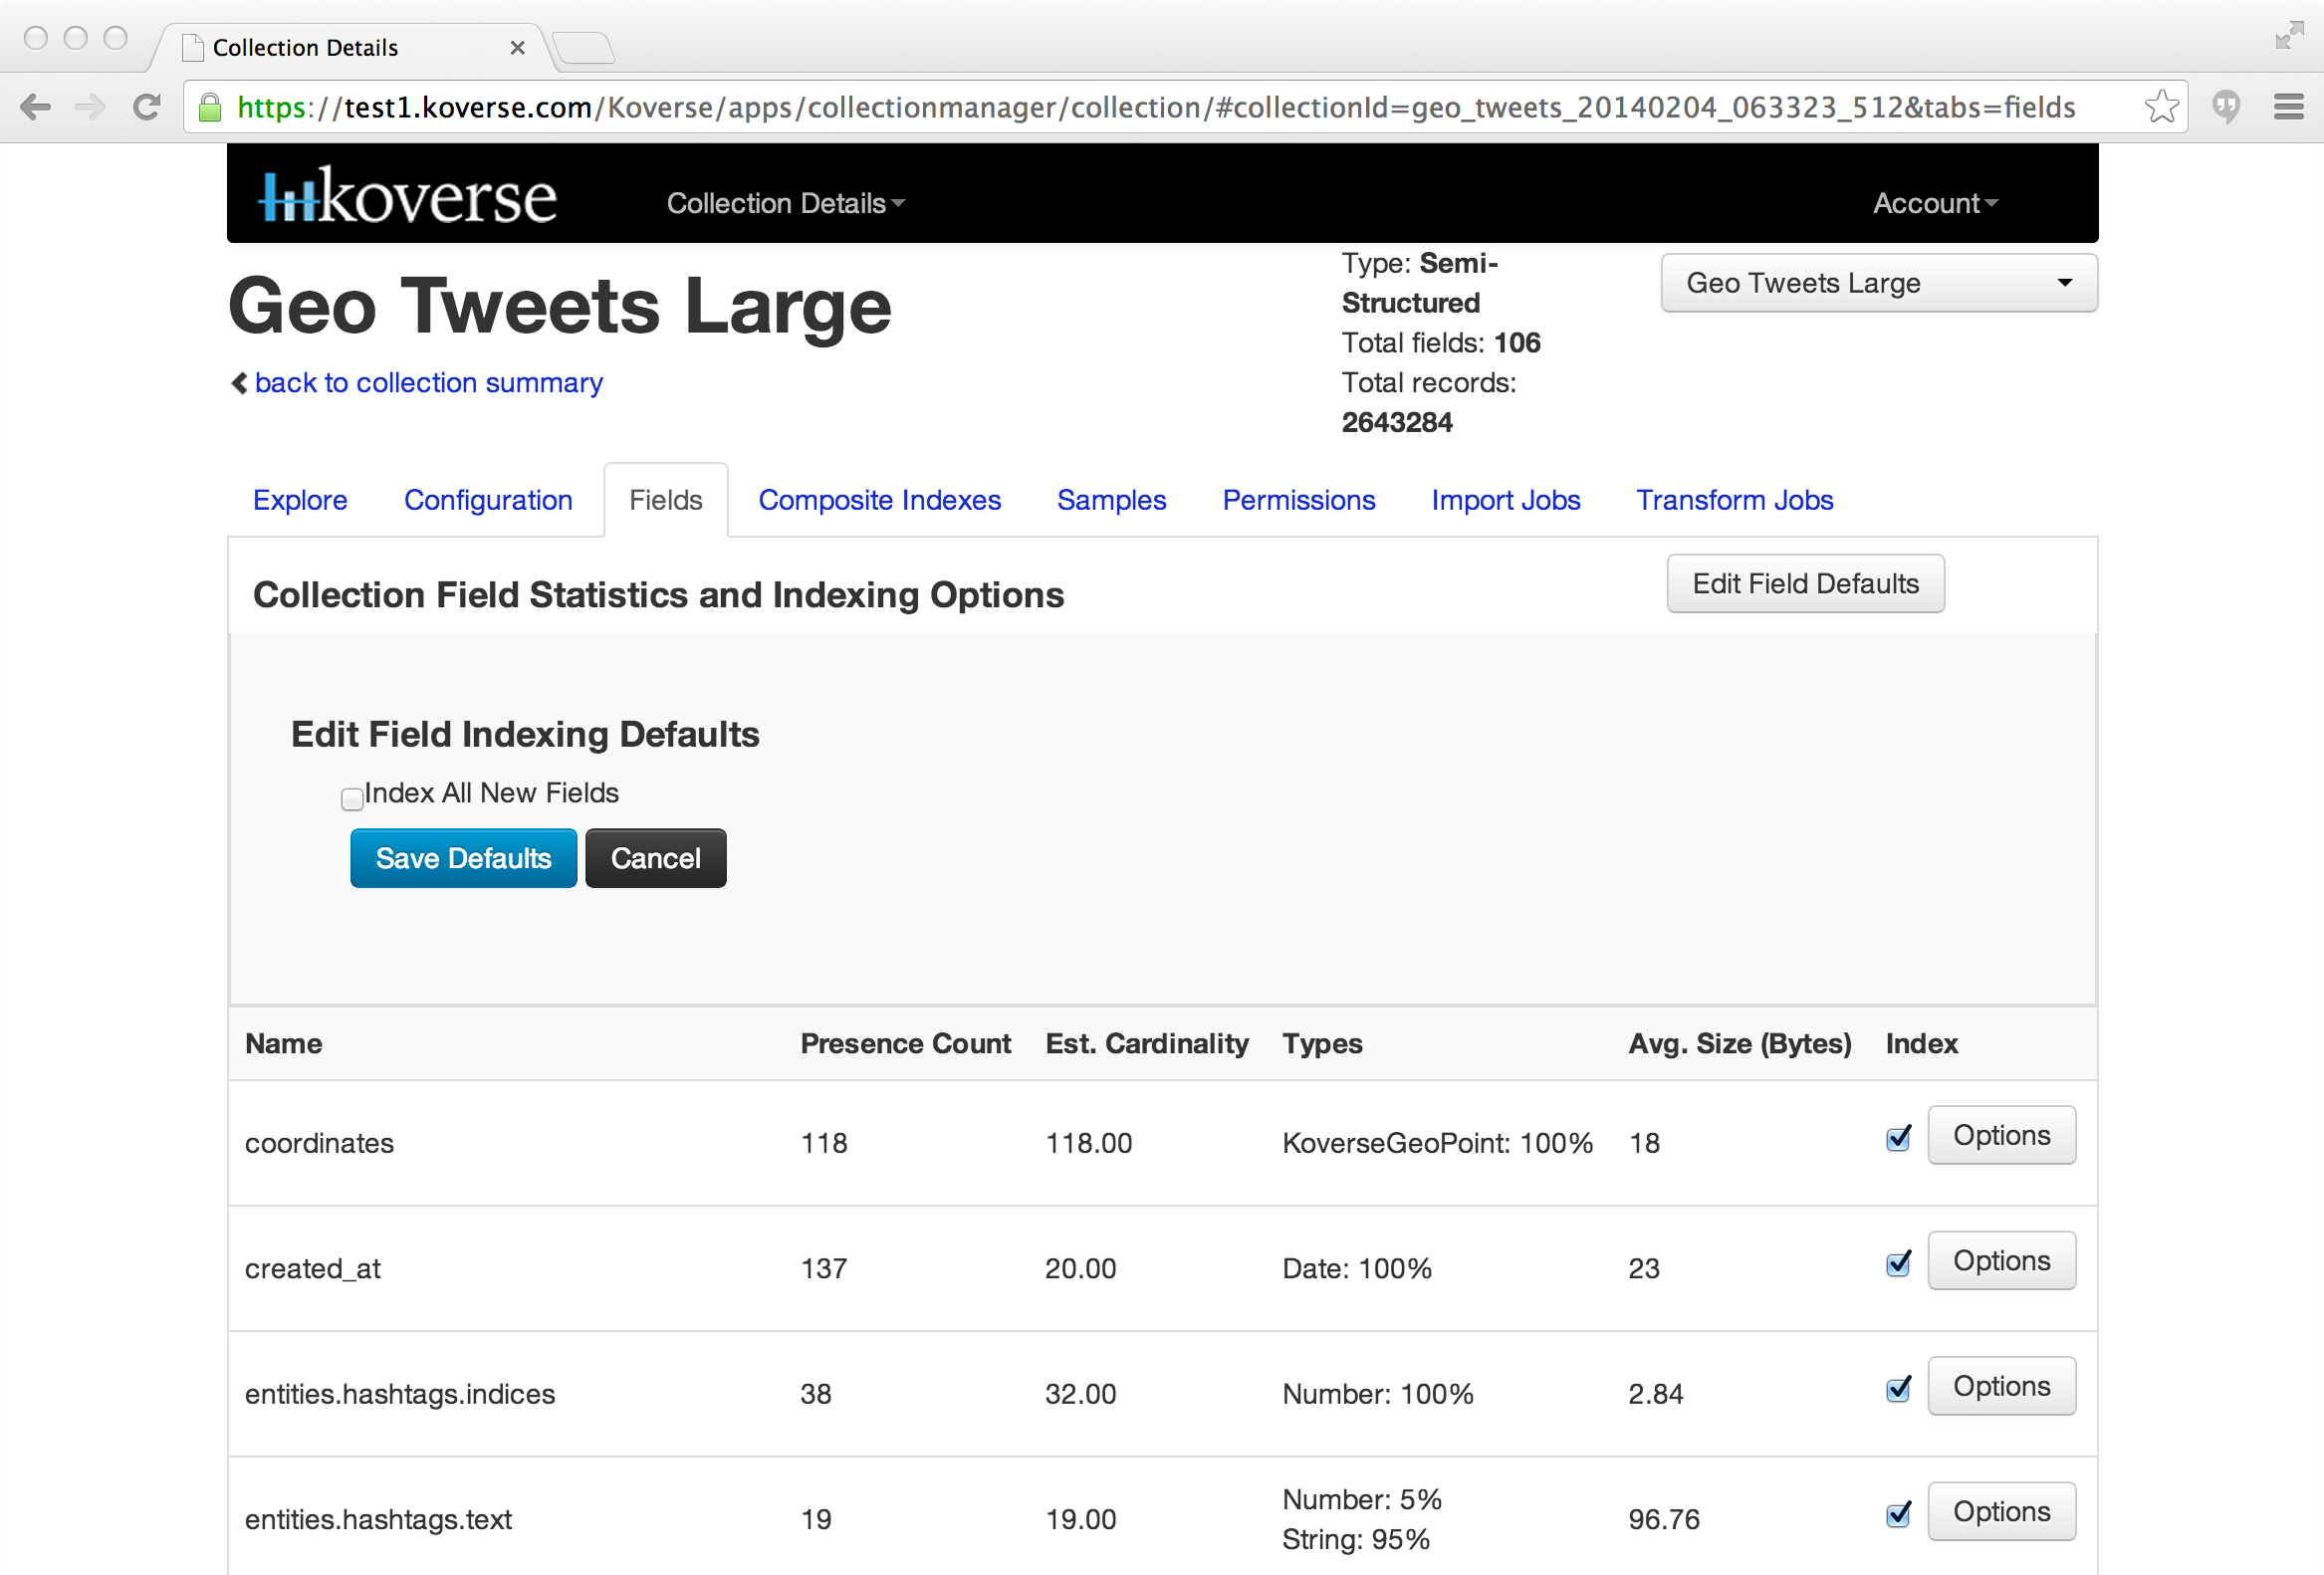 Collection Details
https://test1.koverse.com/Koverse/apps/collectionmanager/collection/#collectionId=geo_tweets_20140204_063323_512&tabs=fields
koverse Collection Details Account
Geo Tweets Large
back to collection summary
Type: Semi-
Structured
Total fields: 106
Total records:
2643284
Geo Tweets Large
Explore Configuration Fields Composite Indexes Samples Permissions Import Jobs Transform Jobs
Collection Field Statistics and Indexing Options Edit Field Defaults
Edit Field Indexing Defaults
Index All New Fields
Save Defaults Cancel
Name Presence Count Est. Cardinality Types Avg. Size (Bytes) Index
coordinates 118 118.00 KoverseGeoPoint: 100% 18 Options
created_at 137 20.00 Date: 100% 23 Options
entities.hashtags.indices 38 32.00 Number: 100% 2.84 Options
entities.hashtags.text 19 19.00 Number: 5% 96.76 Options
String: 95%